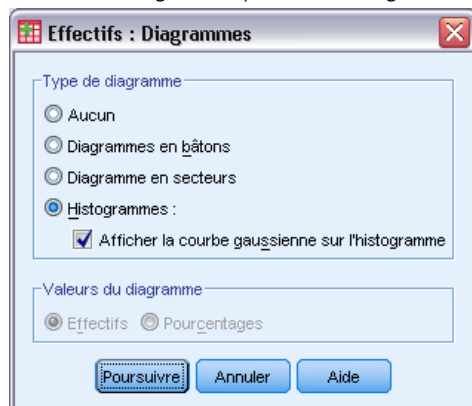 Effectifs : Diagrammes
Type de diagramme
Aucun
Diagrammes en bâtons
Diagramme en secteurs
Histogrammes :
Afficher la courbe gaussienne sur l'histogramme
Valeurs du diagramme
Effectifs Pourcentages
Poursuivre Annuler Aide